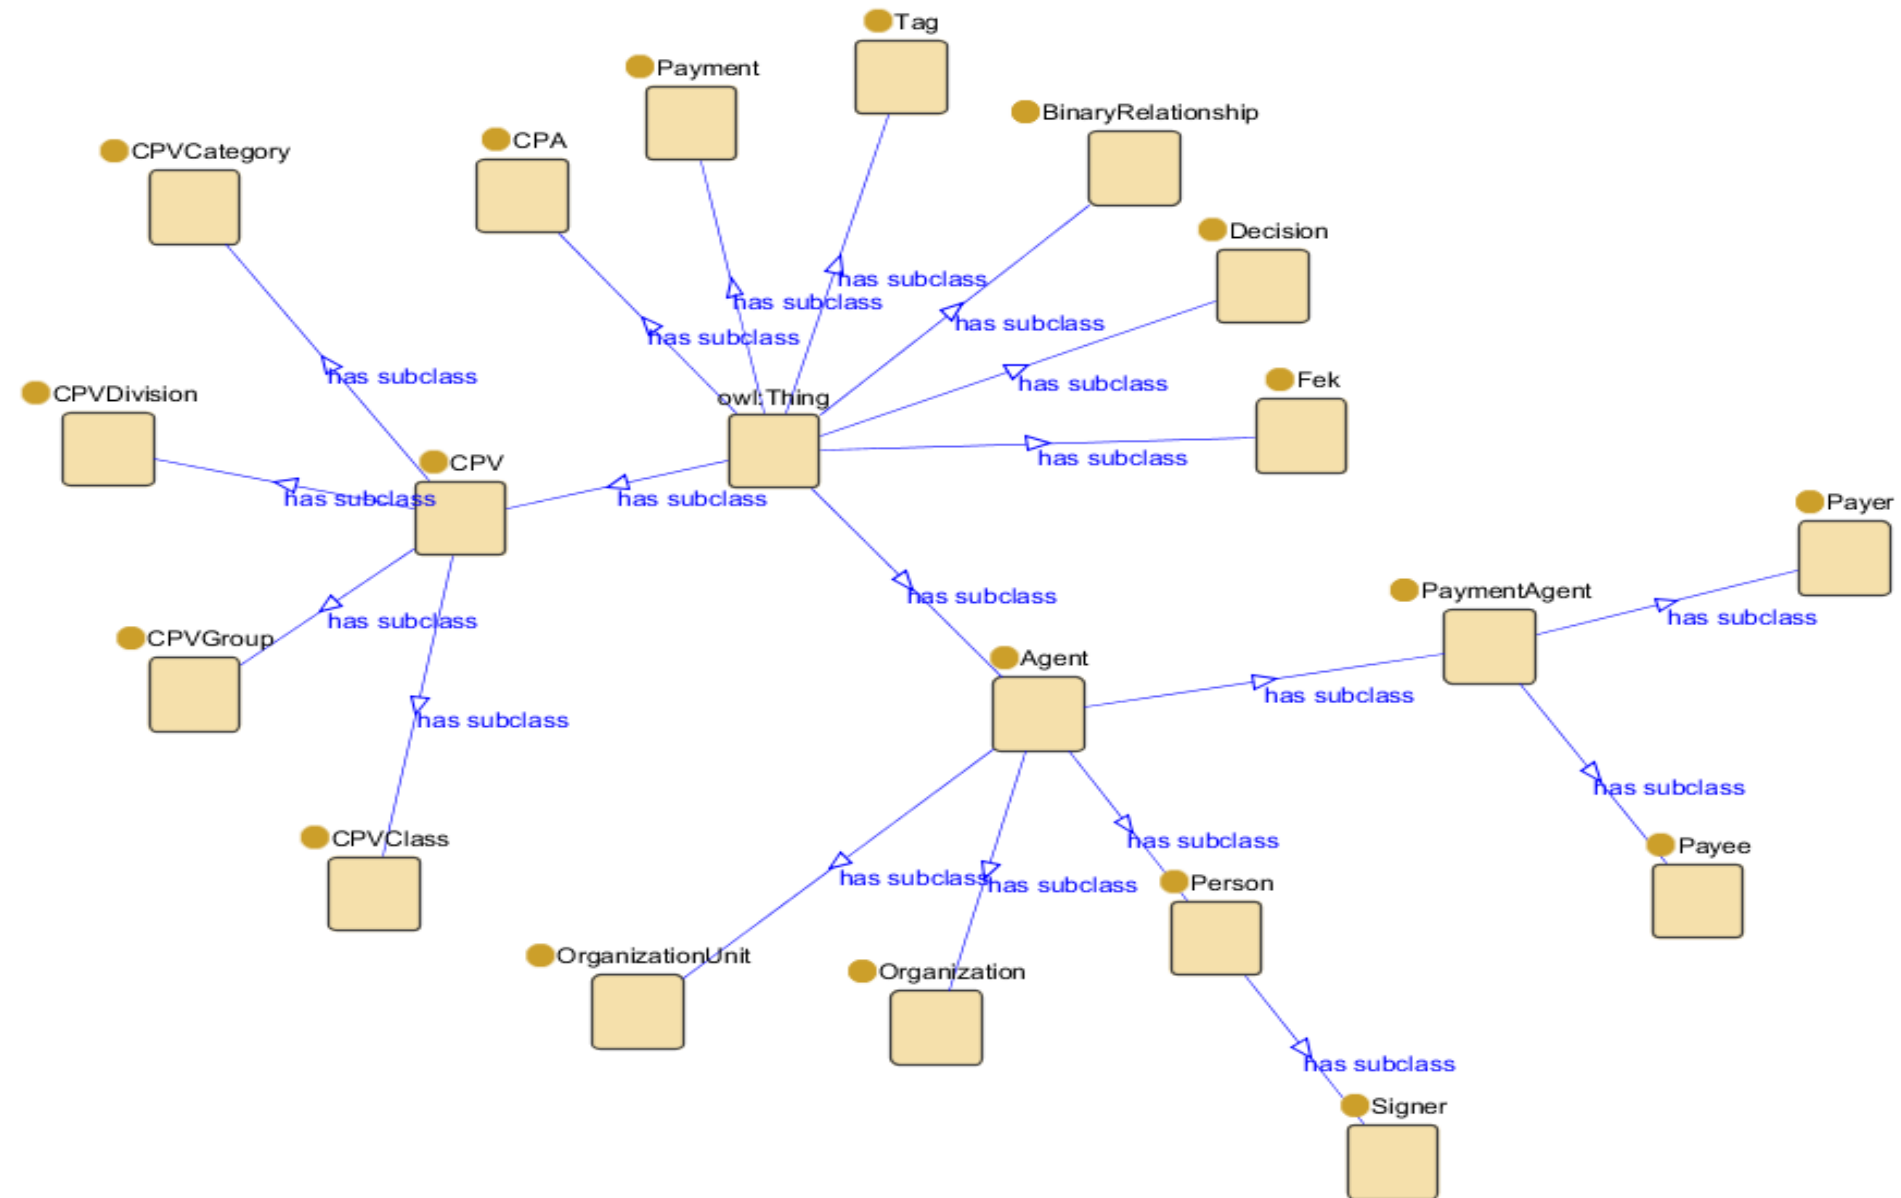 Tag
Payment
BinaryRelationship
CPA
CPVCategory
Decision
has subclass
has subclass
has subclass
has subclass
has subclass
has subclass
Fek
CPVDivision
owl:Thing
has subclass
CPV
has subclass
has subclass
Payer
PaymentAgent
has subclass
has subclass
has subclass
CPVGroup
Agent
has subclass
has subclass
has subclass
CPVClass
has subclass
Payee
has subclass
has subclass
Person
OrganizationUnit
Organization
has subclass
Signer